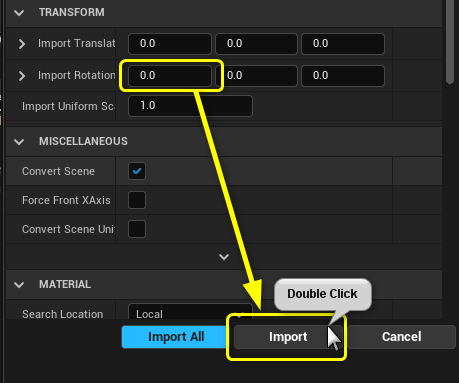 TRANSFORM
Import Translat 0.0 0.0 0.0
Import Rotation 0.0 0.0 0.0
Import Uniform Sca 1.0
MISCELLANEOUS
Convert Scene
Force Front XAxis
Convert Scene Unit
MATERIAL
Double Click
Search Location Local
Import All Import Cancel